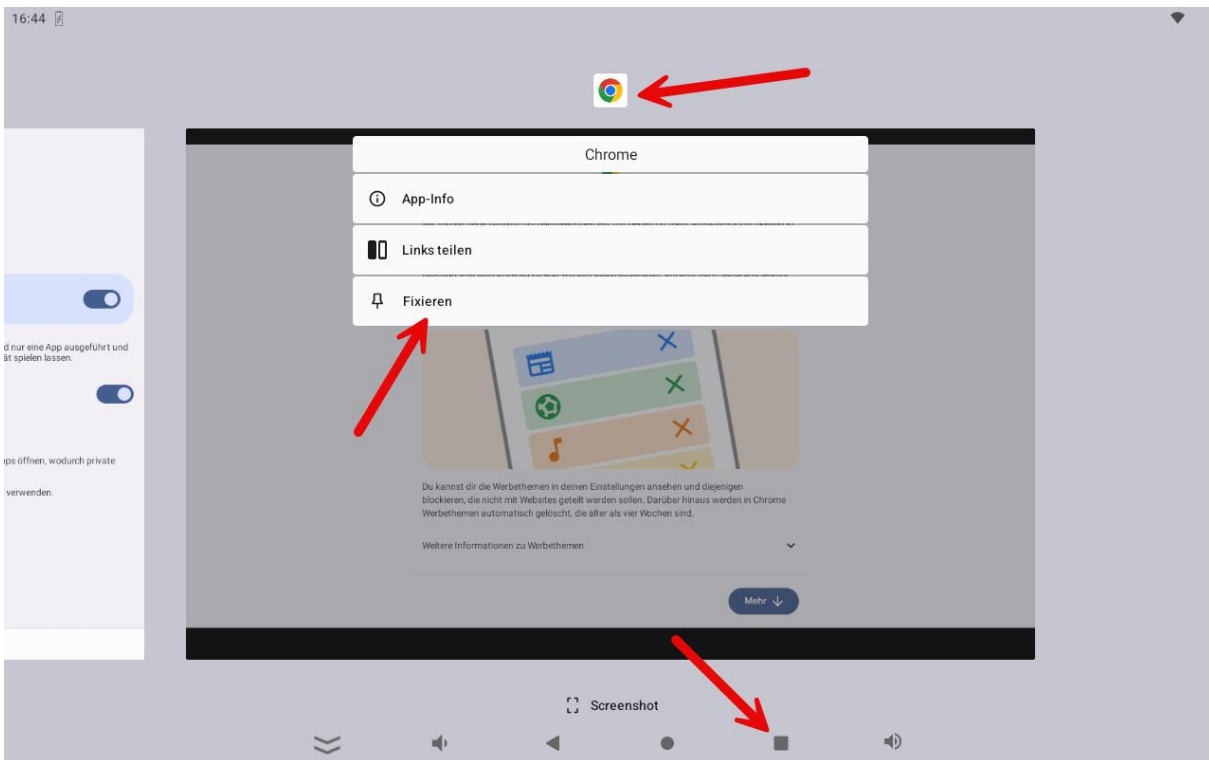 16:44
Chrome
App-Info
Links teilen
Fixieren
d nur eine App ausgeführt und
ät spielen lassen.
ps öffnen, wodurch private
verwenden.
Du kannst dir die Werbethemen in deinen Einstellungen ansehen und diejenigen
blockieren, die nicht mit Websites geteilt werden sollen. Darüber hinaus werden in Chrome
Werbethemen automatisch gelöscht, die älter als vier Wochen sind.
Weitere Informationen zu Werbethemen
Mehr
Screenshot